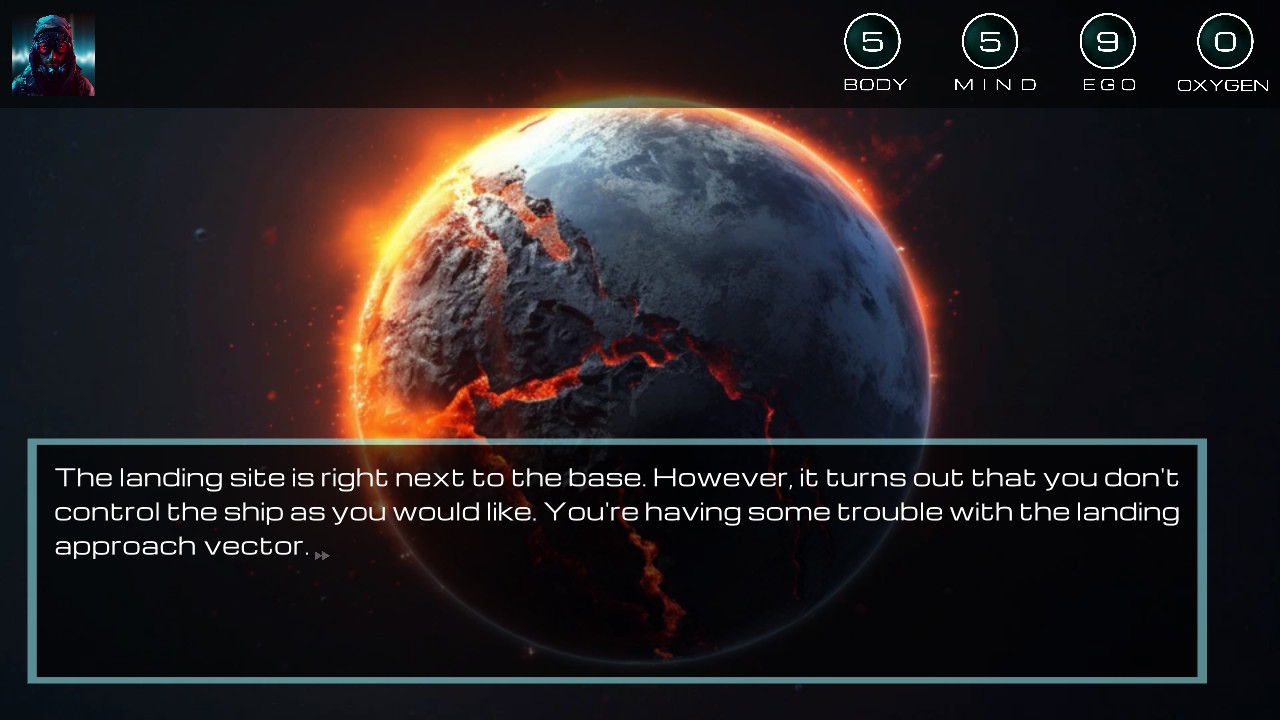 5 5 9 0
BODY MIND EGO OXYGEN
The landing site is right next to the base. However, it turns out that you don't
control the ship as you would like. You're having some trouble with the landing
approach vector.